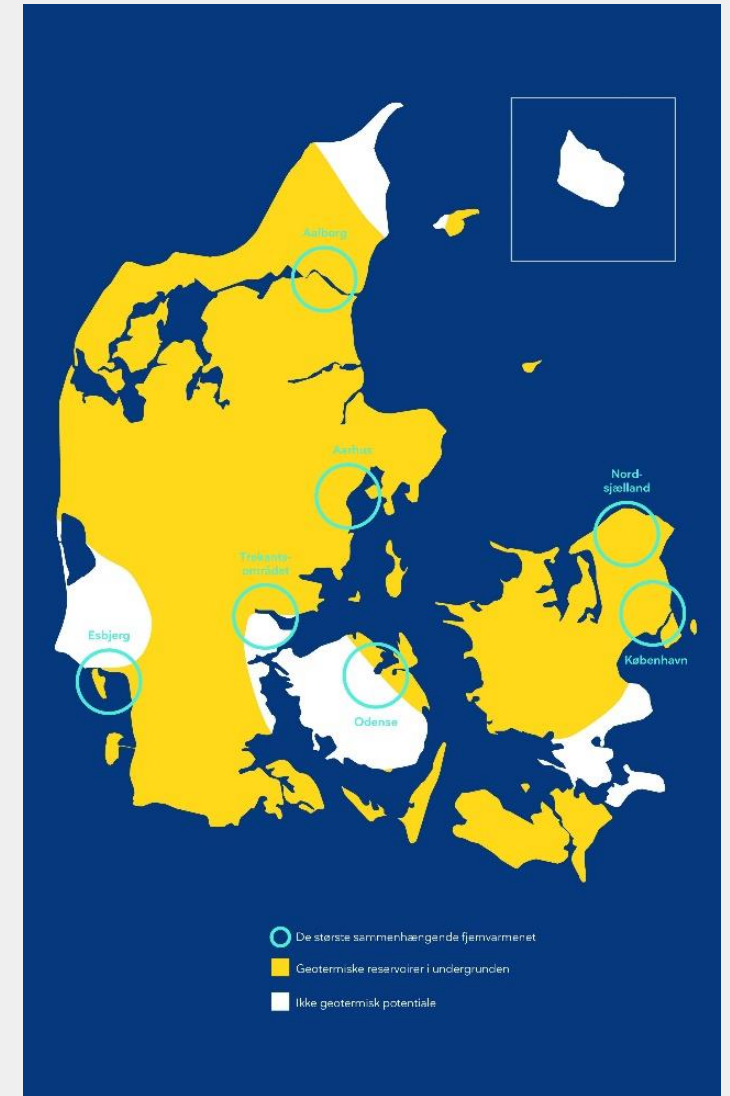 Aalborg
Aarhus
Nord-
sjælland
Trekants-
området
Esbjerg
København
Odense
De største sammenhængende fjernvarmenet
Geotermiske reservoirer i undergrunden
Ikke geotermisk potentiale